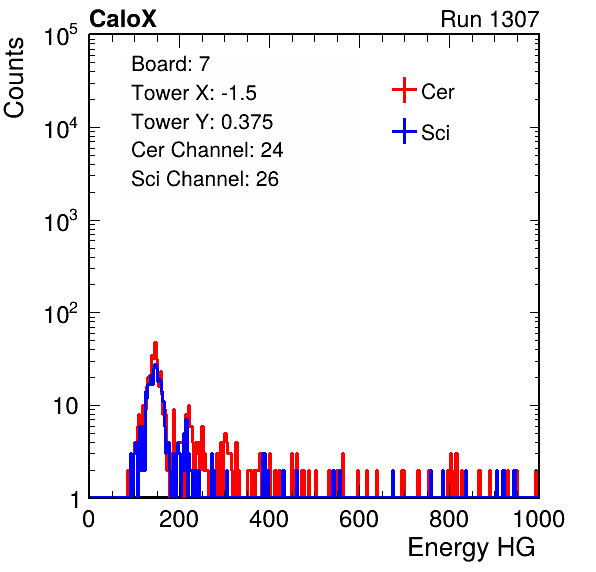 CaloX Run 1307
Counts
Board: 7
Tower X: -1.5
Tower Y: 0.375
Cer Channel: 24
Sci Channel: 26
Cer
Sci
10^5
10^4
10^3
10^2
10
1
0 200 400 600 800 1000
Energy HG